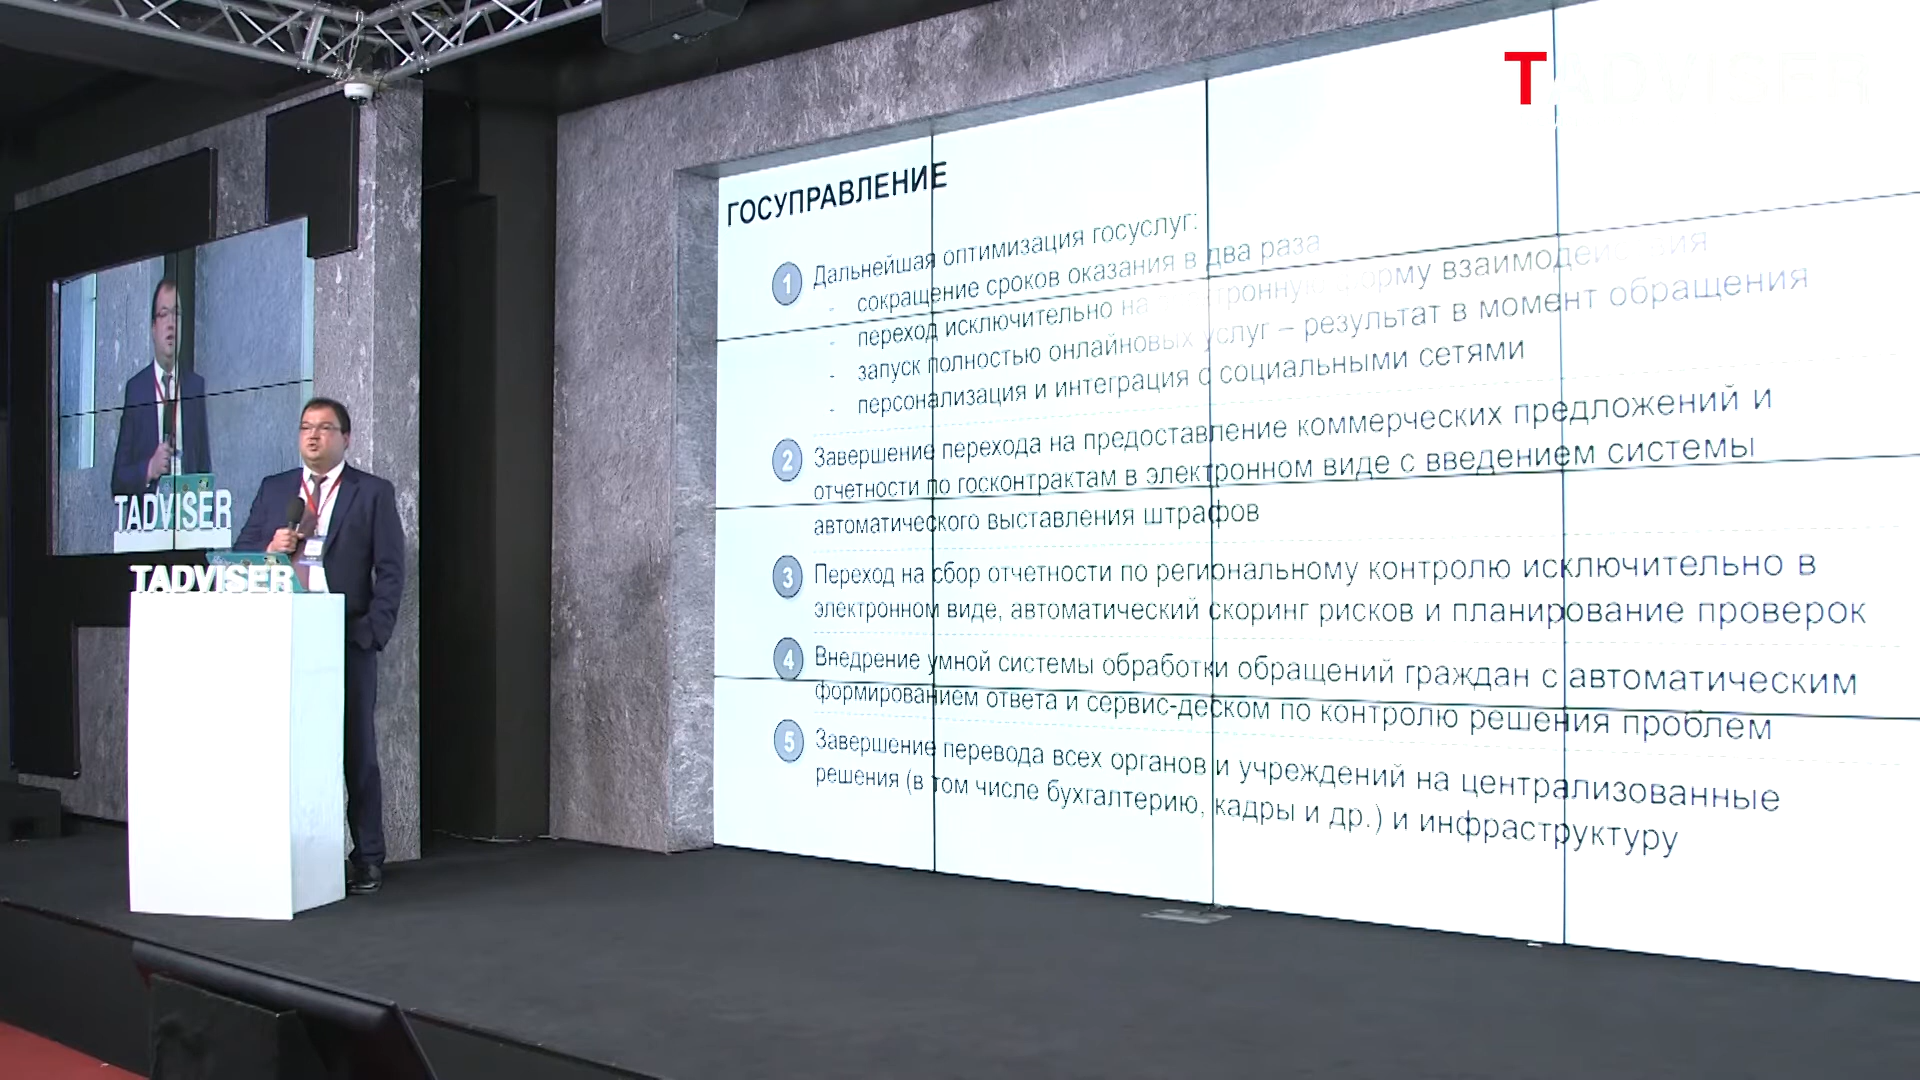 T
TADVISER
TADVISER
ГОСУПРАВЛЕНИЕ
1 Дальнейшая оптимизация госуслуг:
- сокращение сроков оказания в два раза
- переход исключительно на электронную форму взаимодействия
- запуск полностью онлайновых услуг – результат в момент обращения
- персонализация и интеграция с социальными сетями
2 Завершение перехода на предоставление коммерческих предложений и
отчетности по госконтрактам в электронном виде с введением системы
автоматического выставления штрафов
3 Переход на сбор отчетности по региональному контролю исключительно в
электронном виде, автоматический скоринг рисков и планирование проверок
4 Внедрение умной системы обработки обращений граждан с автоматическим
формированием ответа и сервис-деском по контролю решения проблем
5 Завершение перевода всех органов и учреждений на централизованные
решения (в том числе бухгалтерию, кадры и др.) и инфраструктуру